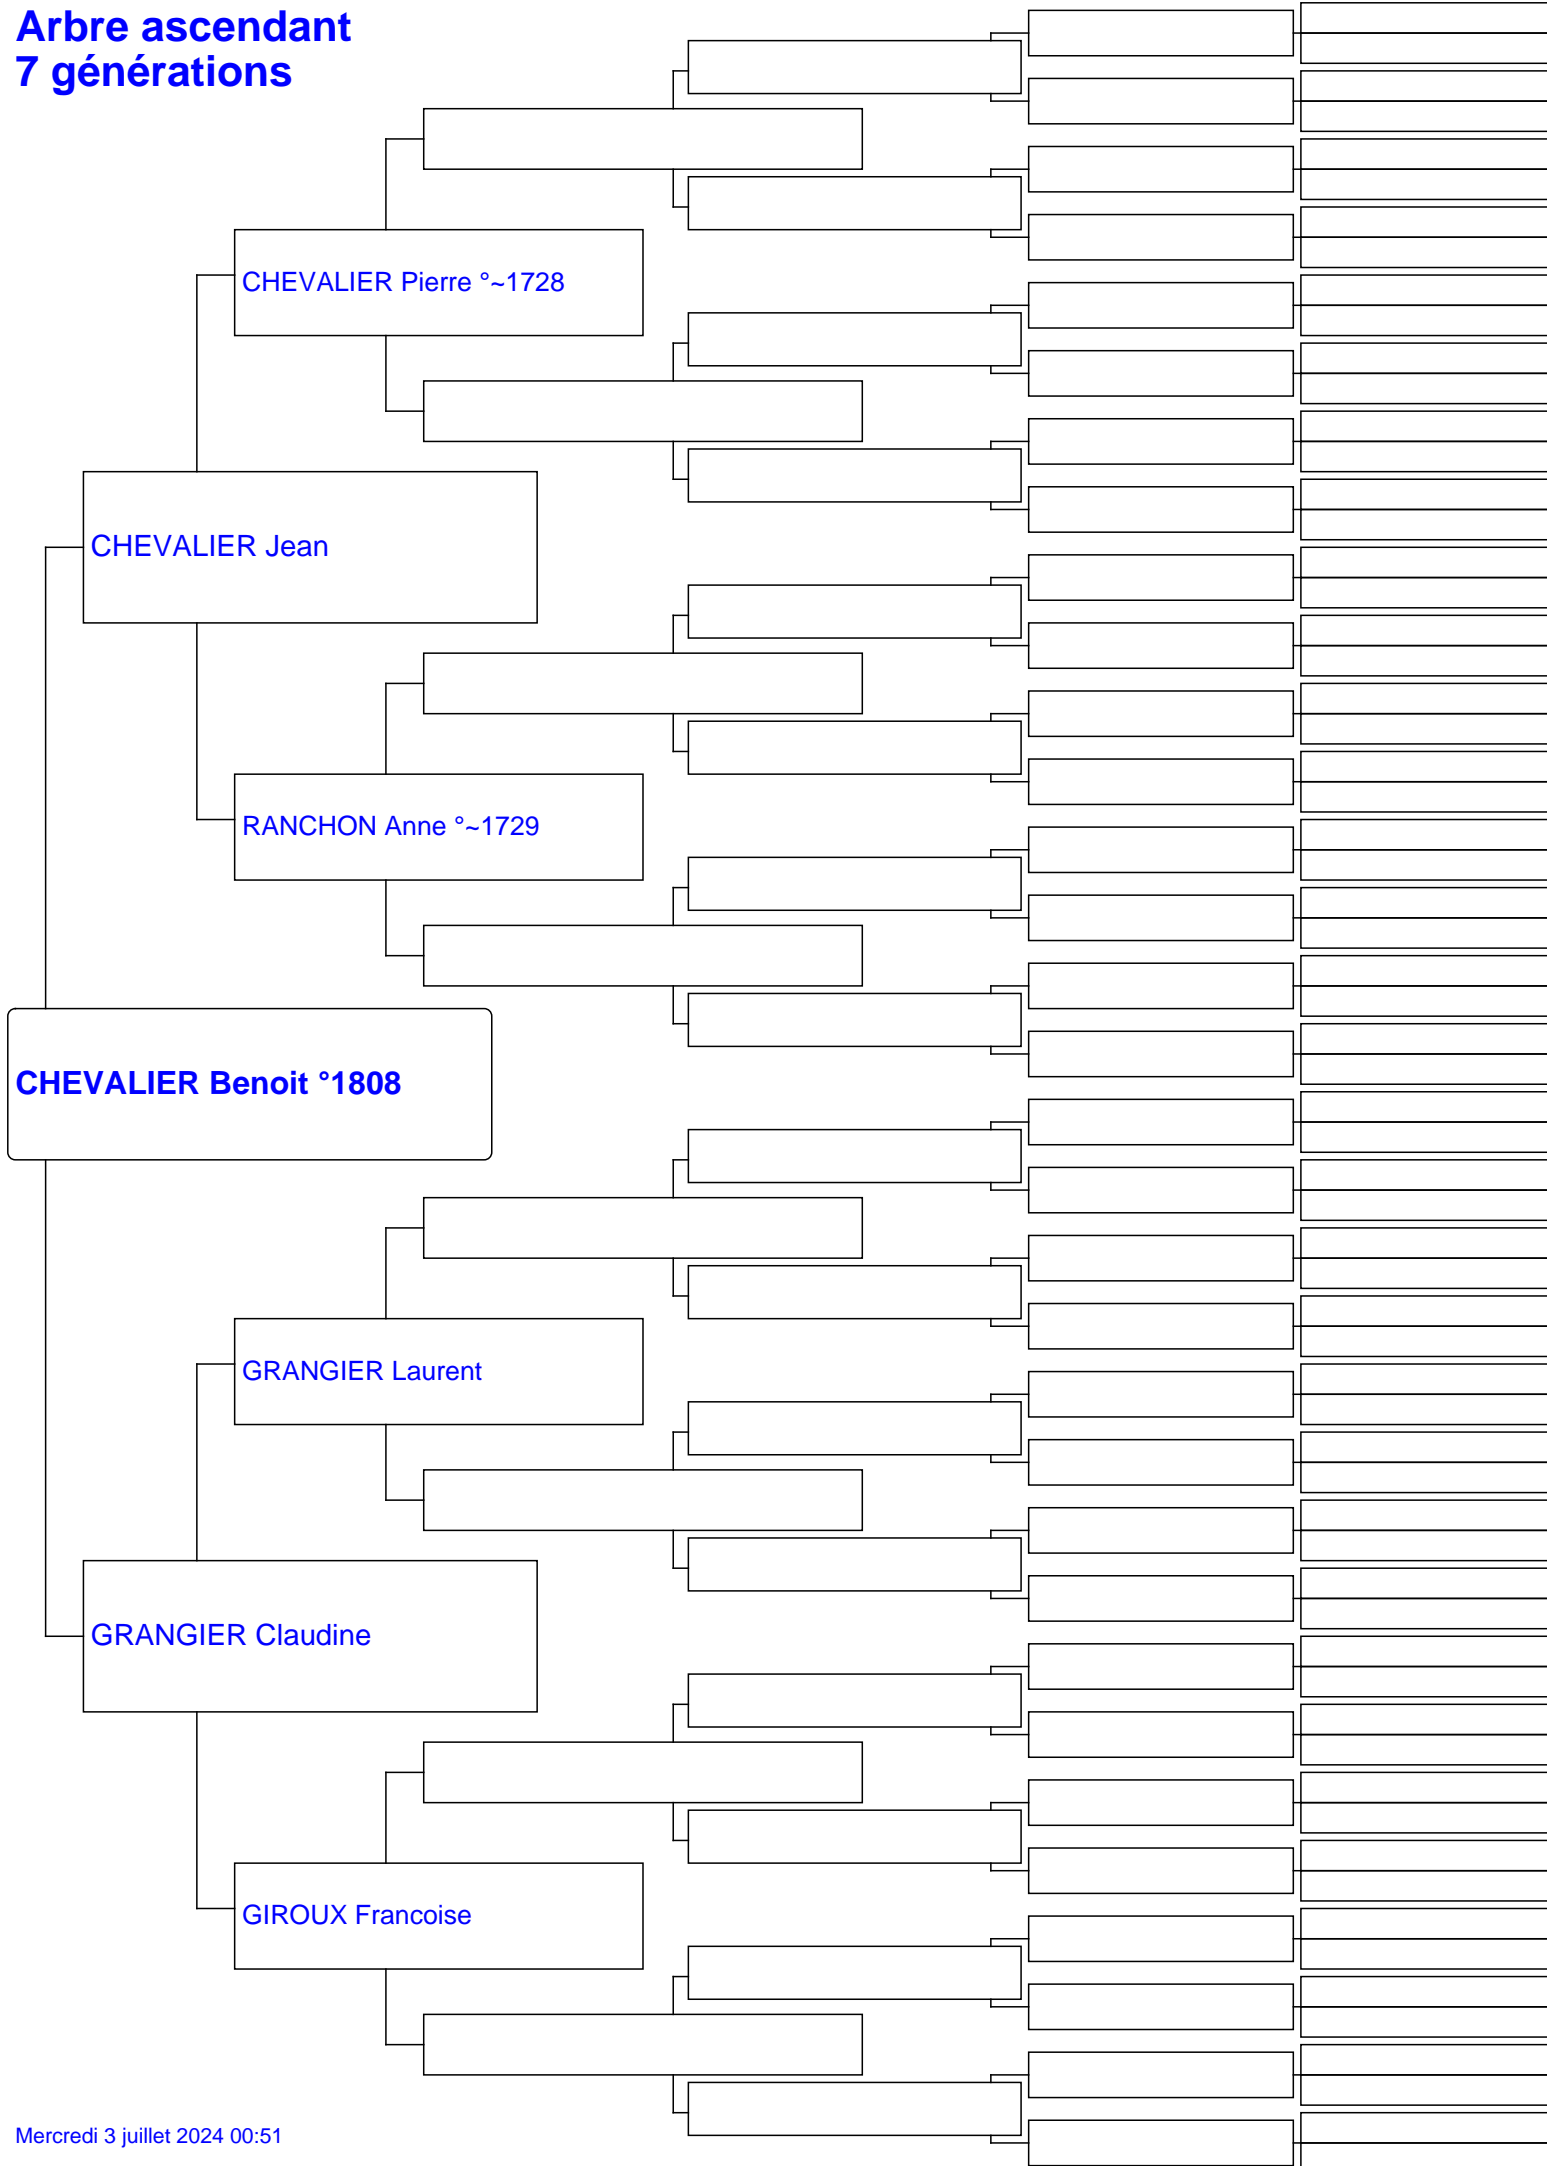 Arbre ascendant
7 générations
CHEVALIER Pierre °~1728
CHEVALIER Jean
RANCHON Anne °~1729
CHEVALIER Benoit °1808
GRANGIER Laurent
GRANGIER Claudine
GIROUX Francoise
Mercredi 3 juillet 2024 00:51